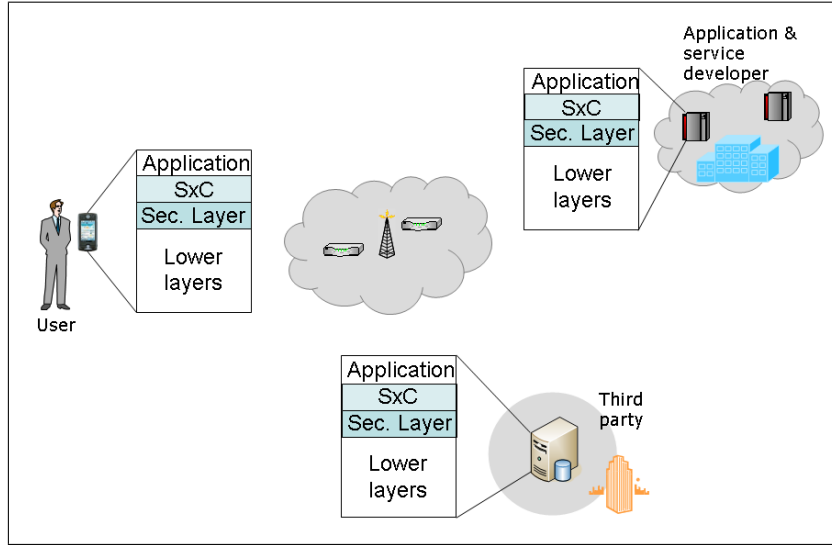 Application &
service
developer
Application
SxC
Sec. Layer
Lower
layers
Application
SxC
Sec. Layer
Lower
layers
User
Application
SxC
Sec. Layer
Lower
layers
Third
party